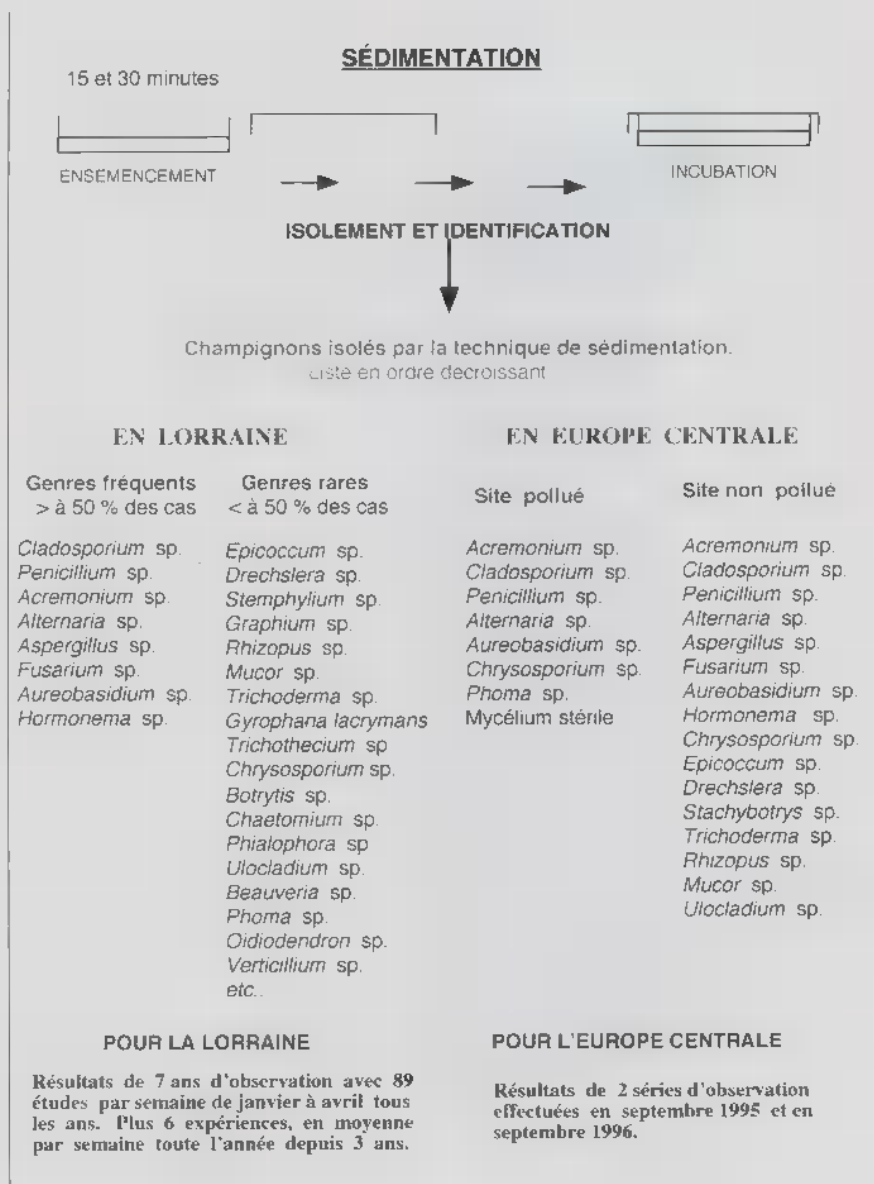 SÉDIMENTATION
15 et 30 minutes
ENSEMENCEMENT
INCUBATION
ISOLEMENT ET IDENTIFICATION
Champignons isolés par la technique de sédimentation.
Liste en ordre decroissant
EN LORRAINE
Genres fréquents
> à 50 % des cas
Cladosporium sp.
Penicillium sp.
Acremonium sp.
Alternaria sp.
Aspergillus sp.
Fusarium sp.
Aureobasidium sp.
Hormonema sp.
Genres rares
< à 50 % des cas
Epicoccum sp.
Drechslera sp.
Stemphylium sp.
Graphium sp.
Rhizopus sp.
Mucor sp.
Trichoderma sp.
Gyrophana lacrymans
Trichothecium sp
Chrysosporium sp.
Botrytis sp.
Chaetomium sp.
Phialophora sp
Ulocladium sp.
Beauveria sp.
Phoma sp.
Oidiodendron sp.
Verticillium sp.
etc..
EN EUROPE CENTRALE
Site pollué
Acremonium sp.
Cladosporium sp.
Penicillium sp.
Alternaria sp.
Aureobasidium sp.
Chrysosporium sp.
Phoma sp.
Mycélium stérile
Site non pollué
Acremonium sp.
Cladosporium sp.
Penicillium sp.
Alternaria sp.
Aspergillus sp.
Fusarium sp.
Aureobasidium sp.
Hormonema sp.
Chrysosporium sp.
Epicoccum sp.
Drechslera sp.
Stachybotrys sp.
Trichoderma sp.
Rhizopus sp.
Mucor sp.
Ulocladium sp.
POUR LA LORRAINE
Résultats de 7 ans d'observation avec 89
études par semaine de janvier à avril tous
les ans. Plus 6 expériences, en moyenne
par semaine toute l'année depuis 3 ans.
POUR L'EUROPE CENTRALE
Résultats de 2 séries d'observation
effectuées en septembre 1995 et en
septembre 1996.